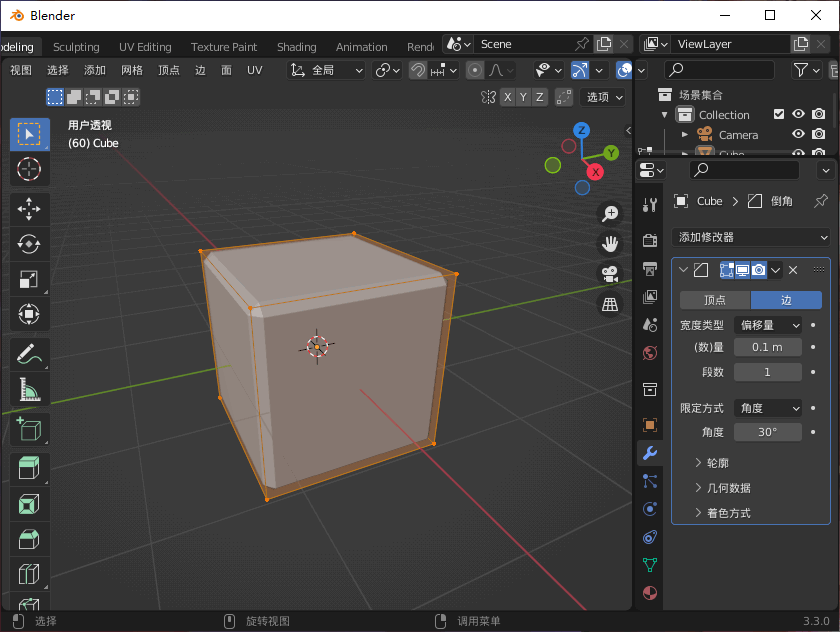 Blender
deling Sculpting UV Editing Texture Paint Shading Animation Rende Scene ViewLayer
视图 选择 添加 网格 顶点 边 面 UV 全局
X Y Z 选项
用户透视
(60) Cube
Z
Y
X
场景集合
Collection
Camera
Cube
Cube 倒角
添加修改器
顶点 边
宽度类型 偏移量
(数)量 0.1 m
段数 1
限定方式 角度
角度 30°
轮廓
几何数据
着色方式
选择 旋转视图 调用菜单 3.3.0